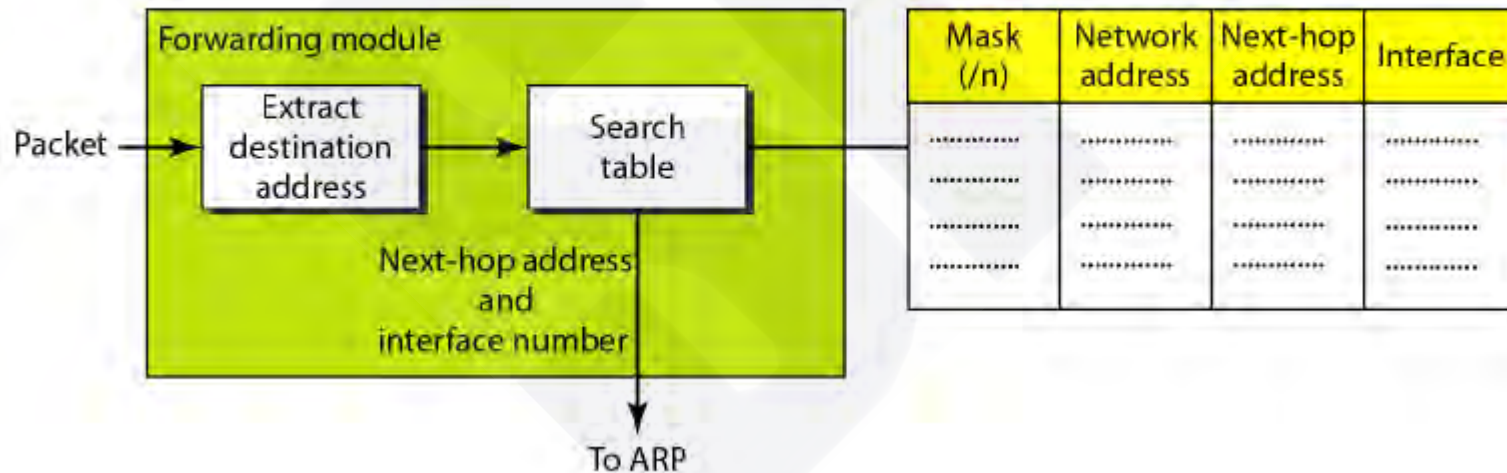 Forwarding module
Packet
Extract
destination
address
Search
table
Next-hop address
and
interface number
To ARP
Mask
(/n)
Network
address
Next-hop
address
Interface